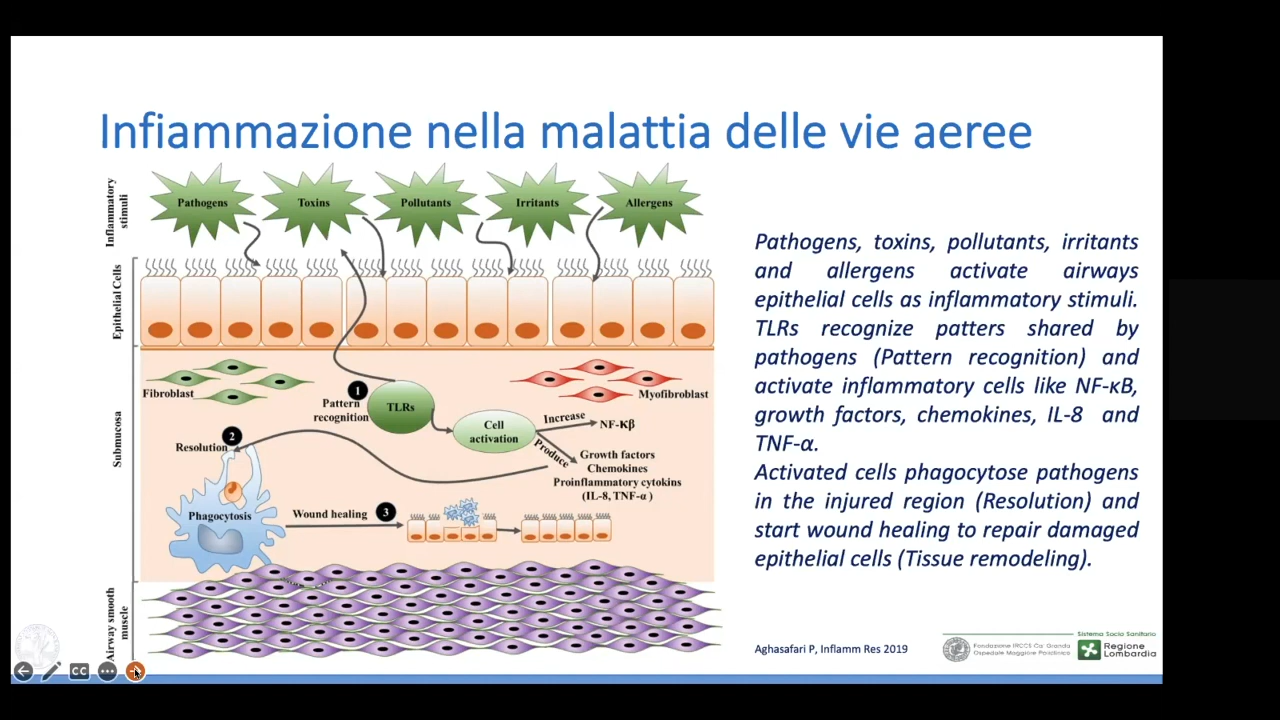 Infiammazione nella malattia delle vie aeree
Inflammatory
stimuli
Pathogens
Toxins
Pollutants
Irritants
Allergens
Epithelial Cells
Fibroblast
Myofibroblast
1
Pattern
recognition
TLRs
Cell
activation
Increase
NF-Kβ
Produce
Growth factors
Chemokines
Proinflammatory cytokins
(IL-8, TNF-α )
Submucosa
2
Resolution
Phagocytosis
Wound healing
3
Airway smooth
muscle
Pathogens, toxins, pollutants, irritants
and allergens activate airways
epithelial cells as inflammatory stimuli.
TLRs recognize patters shared by
pathogens (Pattern recognition) and
activate inflammatory cells like NF-κB,
growth factors, chemokines, IL-8 and
TNF-α.
Activated cells phagocytose pathogens
in the injured region (Resolution) and
start wound healing to repair damaged
epithelial cells (Tissue remodeling).
Aghasafari P, Inflamm Res 2019
Fondazione IRCCS Ca' Granda
Ospedale Maggiore Policlinico
Sistema Socio Sanitario
Regione
Lombardia
CC